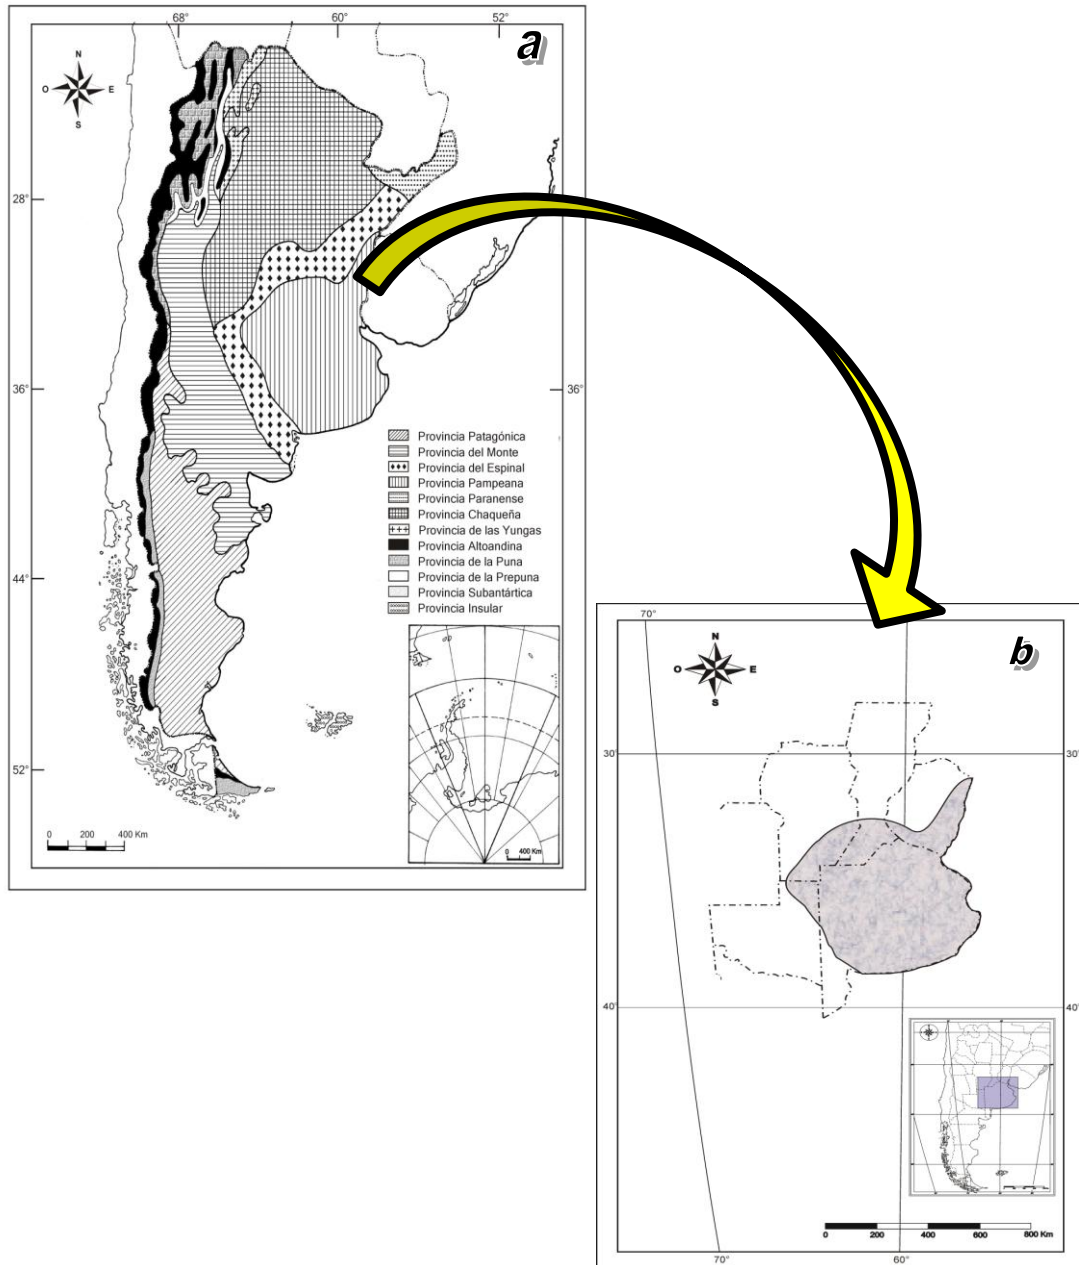 68°
60°
52°
a
N
O
E
S
28°
36°
36°
Provincia Patagónica
Provincia del Monte
Provincia del Espinal
Provincia Pampeana
Provincia Paranense
Provincia Chaqueña
Provincia de las Yungas
Provincia Altoandina
Provincia de la Puna
Provincia de la Prepuna
Provincia Subantártica
Provincia Insular
44°
52°
0 200 400 Km
0 400 Km
70°
60°
b
N
O
E
S
30°
30°
40°
40°
0 200 400 600 800 Km
70°
60°